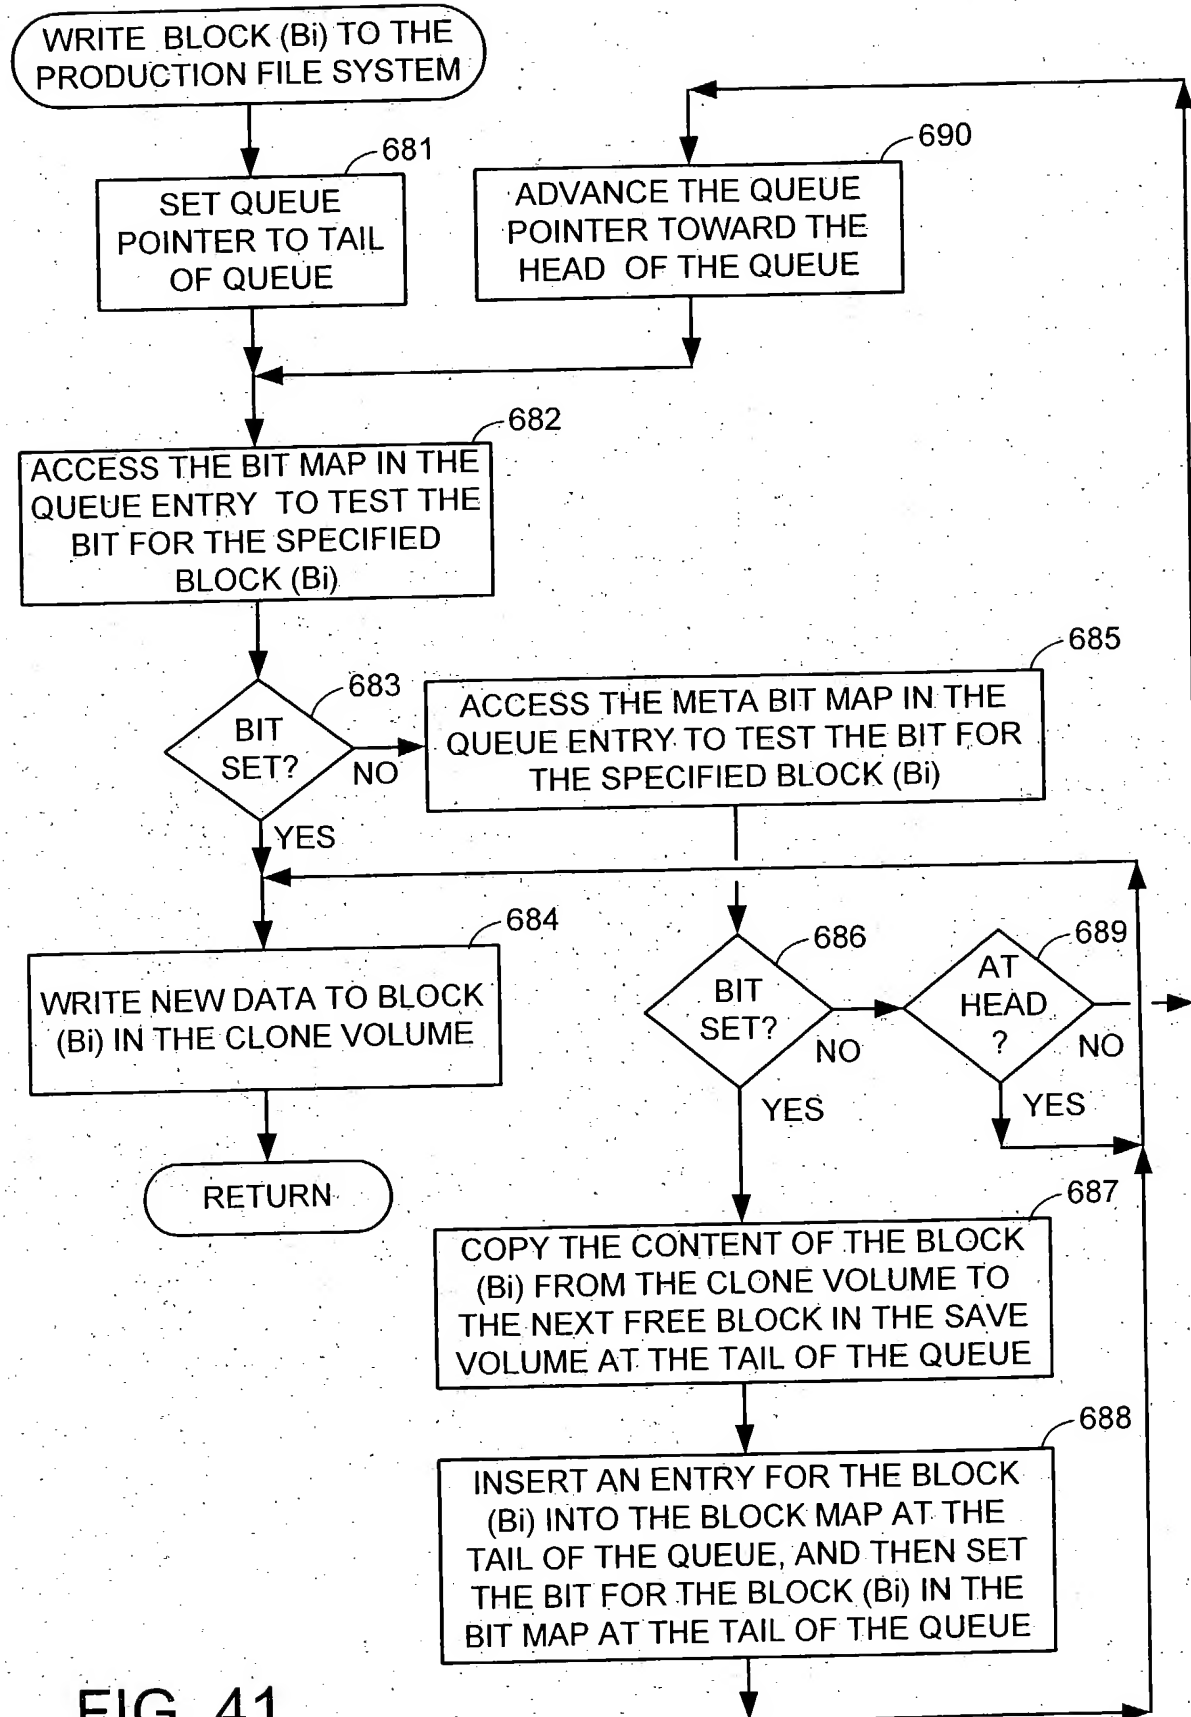 WRITE BLOCK (Bi) TO THE
PRODUCTION FILE SYSTEM
681
SET QUEUE
POINTER TO TAIL
OF QUEUE
690
ADVANCE THE QUEUE
POINTER TOWARD THE
HEAD OF THE QUEUE
682
ACCESS THE BIT MAP IN THE
QUEUE ENTRY TO TEST THE
BIT FOR THE SPECIFIED
BLOCK (Bi)
683
BIT
SET?
NO
YES
685
ACCESS THE META BIT MAP IN THE
QUEUE ENTRY TO TEST THE BIT FOR
THE SPECIFIED BLOCK (Bi)
684
WRITE NEW DATA TO BLOCK
(Bi) IN THE CLONE VOLUME
RETURN
686
BIT
SET?
NO
YES
689
AT
HEAD
?
NO
YES
687
COPY THE CONTENT OF THE BLOCK
(Bi) FROM THE CLONE VOLUME TO
THE NEXT FREE BLOCK IN THE SAVE
VOLUME AT THE TAIL OF THE QUEUE
688
INSERT AN ENTRY FOR THE BLOCK
(Bi) INTO THE BLOCK MAP AT THE
TAIL OF THE QUEUE, AND THEN SET
THE BIT FOR THE BLOCK (Bi) IN THE
BIT MAP AT THE TAIL OF THE QUEUE
FIG. 41